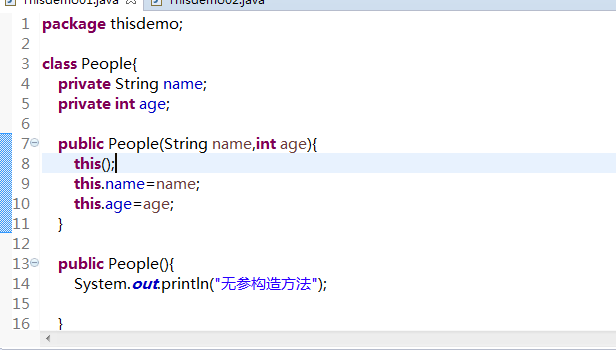 Thisdemo01.java Thisdemo02.java
1 package thisdemo;
2
3 class People{
4 private String name;
5 private int age;
6
7 public People(String name,int age){
8 this();
9 this.name=name;
10 this.age=age;
11 }
12
13 public People(){
14 System.out.println("无参构造方法");
15
16 }